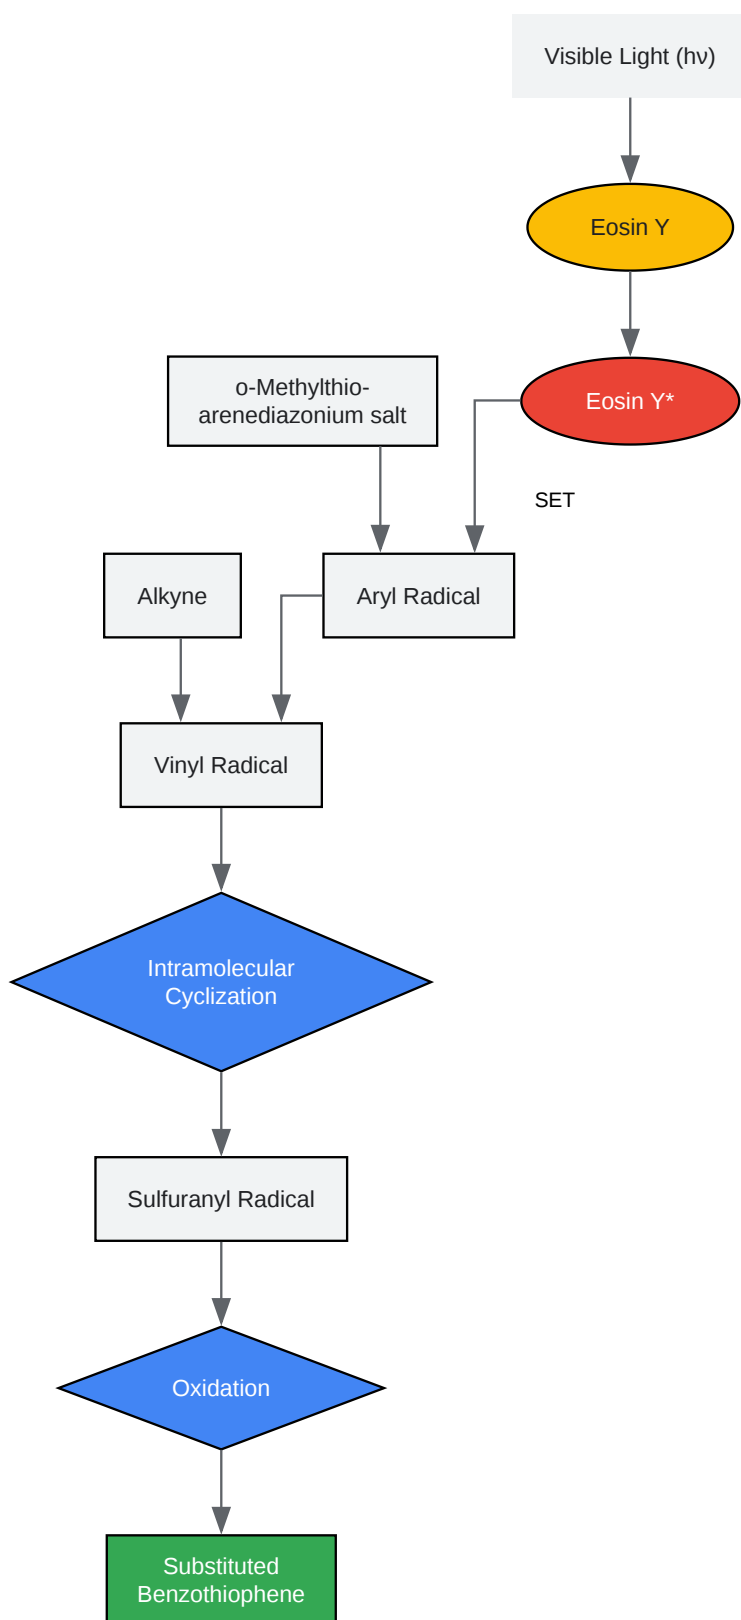 Visible Light (hν)
Eosin Y
Eosin Y*
o-Methylthio-
arenediazonium salt
SET
Alkyne
Aryl Radical
Vinyl Radical
Intramolecular
Cyclization
Sulfuranyl Radical
Oxidation
Substituted
Benzothiophene